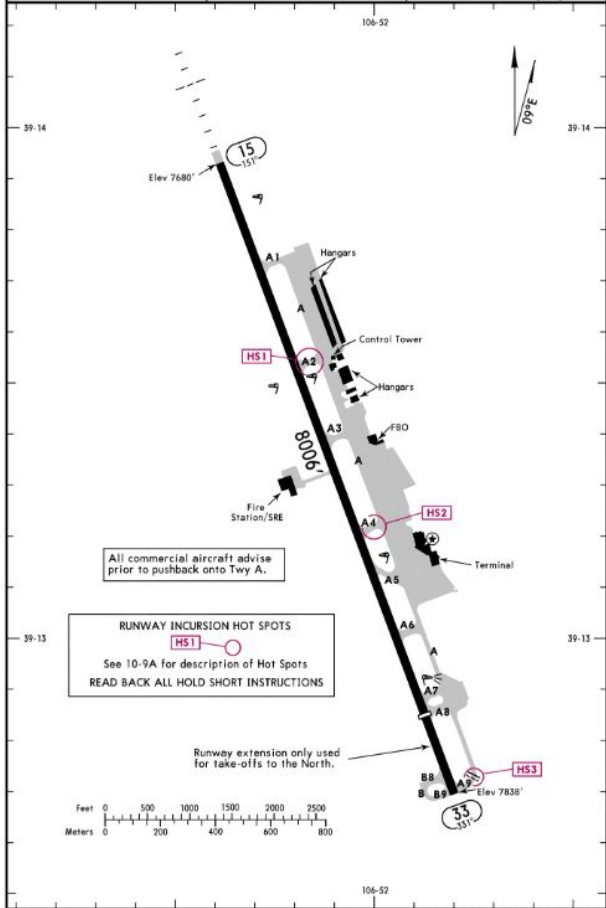 106-52
39-14
39-14
09°E
15
151°
Elev 7680'
A1
Hangars
A
Control Tower
HS1
A2
Hangars
A3
8006'
FBO
A
Fire
Station/SRE
A4
HS2
All commercial aircraft advise
prior to pushback onto Twy A.
Terminal
A5
RUNWAY INCURSION HOT SPOTS
HS1
See 10-9A for description of Hot Spots
READ BACK ALL HOLD SHORT INSTRUCTIONS
A6
39-13
39-13
A
A7
A8
Runway extension only used
for take-offs to the North.
HS3
B8
A9
B
B9
Elev 7838'
33
331°
Feet 0 500 1000 1500 2000 2500
Meters 0 200 400 600 800
106-52